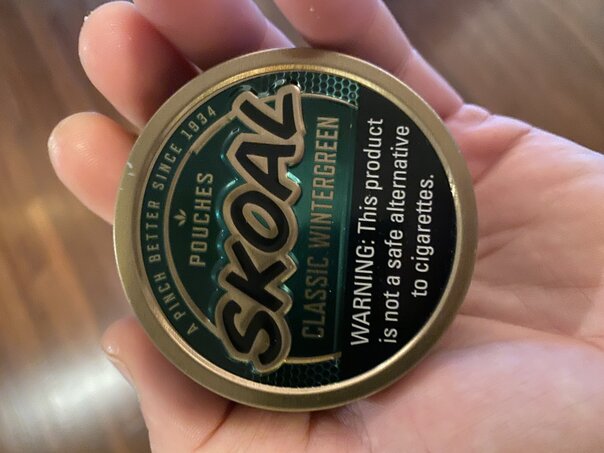 A PINCH BETTER SINCE 1934
POUCHES
SKOAL
CLASSIC WINTERGREEN
WARNING: This product
is not a safe alternative
to cigarettes.